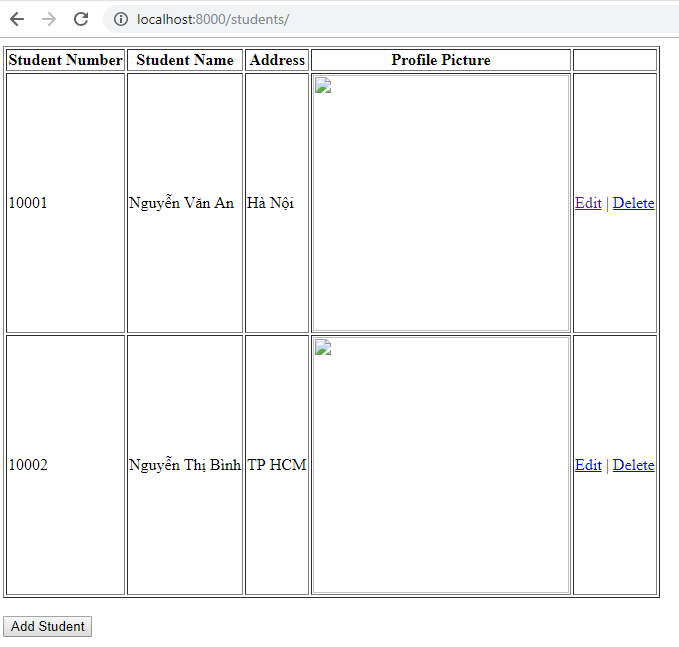 localhost:8000/students/
Student Number Student Name Address Profile Picture
10001 Nguyễn Văn An Hà Nội Edit | Delete
10002 Nguyễn Thị Bình TP HCM Edit | Delete
Add Student